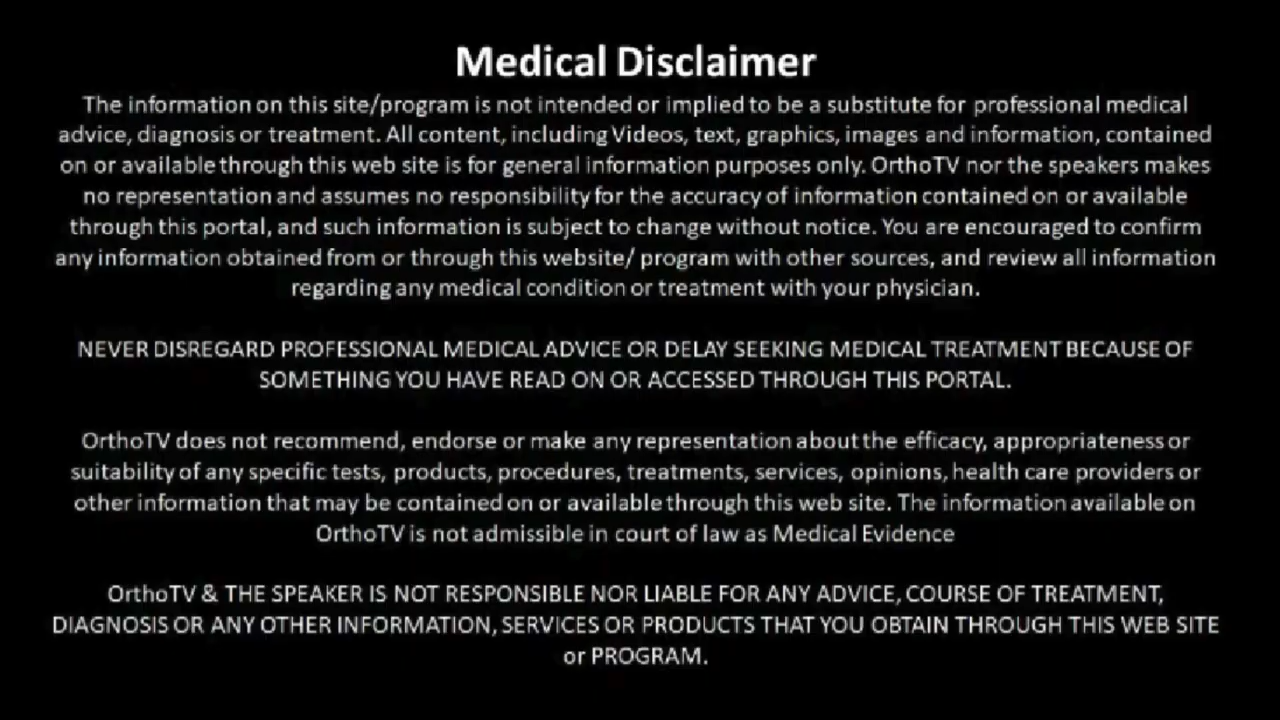 Medical Disclaimer
The information on this site/program is not intended or implied to be a substitute for professional medical
advice, diagnosis or treatment. All content, including Videos, text, graphics, images and information, contained
on or available through this web site is for general information purposes only. OrthoTV nor the speakers makes
no representation and assumes no responsibility for the accuracy of information contained on or available
through this portal, and such information is subject to change without notice. You are encouraged to confirm
any information obtained from or through this website/ program with other sources, and review all information
regarding any medical condition or treatment with your physician.
NEVER DISREGARD PROFESSIONAL MEDICAL ADVICE OR DELAY SEEKING MEDICAL TREATMENT BECAUSE OF
SOMETHING YOU HAVE READ ON OR ACCESSED THROUGH THIS PORTAL.
OrthoTV does not recommend, endorse or make any representation about the efficacy, appropriateness or
suitability of any specific tests, products, procedures, treatments, services, opinions, health care providers or
other information that may be contained on or available through this web site. The information available on
OrthoTV is not admissible in court of law as Medical Evidence
OrthoTV & THE SPEAKER IS NOT RESPONSIBLE NOR LIABLE FOR ANY ADVICE, COURSE OF TREATMENT,
DIAGNOSIS OR ANY OTHER INFORMATION, SERVICES OR PRODUCTS THAT YOU OBTAIN THROUGH THIS WEB SITE
or PROGRAM.